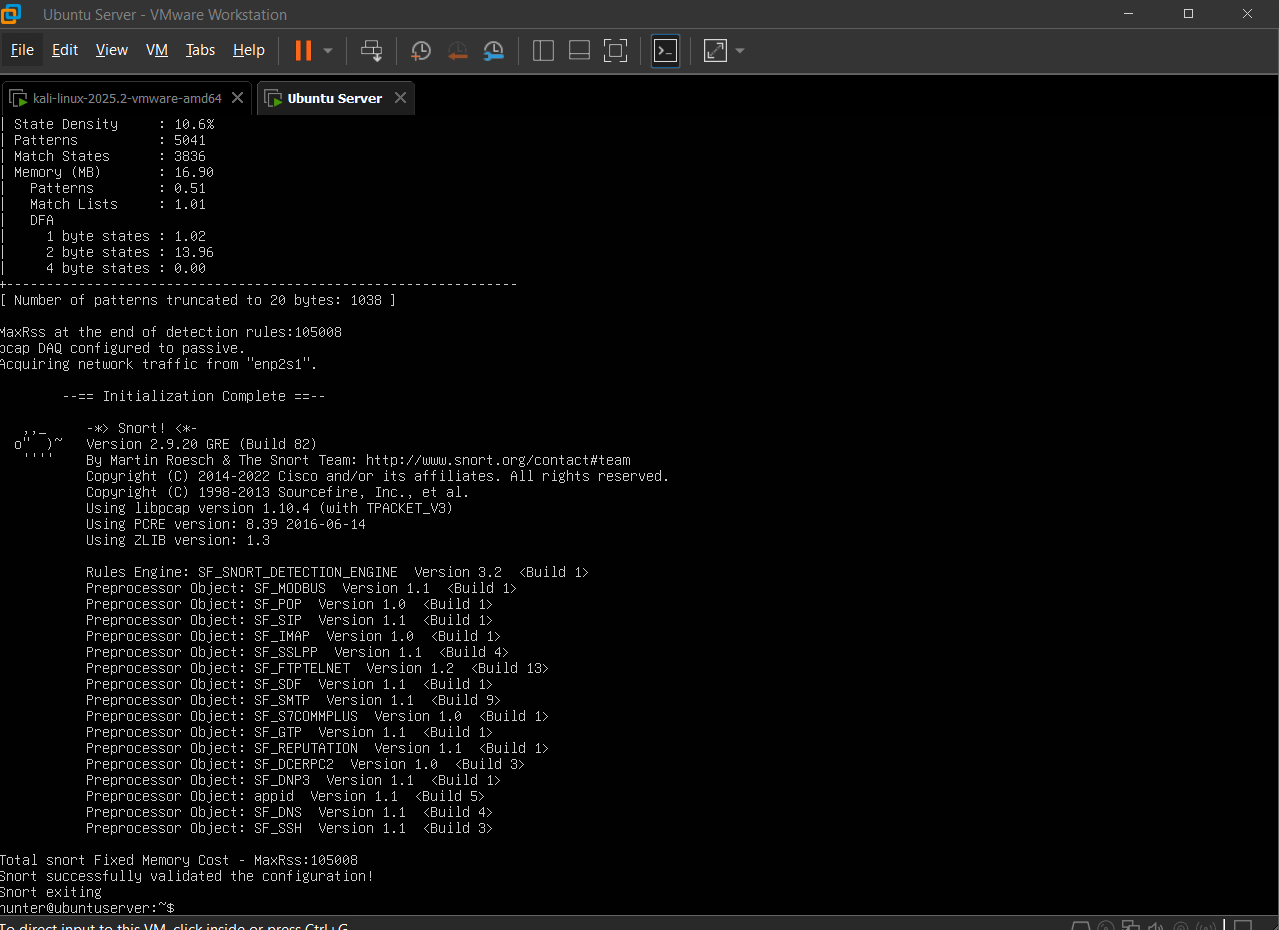 Ubuntu Server - VMware Workstation
File Edit View VM Tabs Help
kali-linux-2025.2-vmware-amd64 Ubuntu Server
| State Density     : 10.6%
| Patterns          : 5041
| Match States      : 3836
| Memory (MB)       : 16.90
|   Patterns        : 0.51
|   Match Lists     : 1.01
|   DFA
|     1 byte states : 1.02
|     2 byte states : 13.96
|     4 byte states : 0.00
+----------------------------------------------------------------
[ Number of patterns truncated to 20 bytes: 1038 ]
MaxRss at the end of detection rules:105008
pcap DAQ configured to passive.
Acquiring network traffic from "enp2s1".
--== Initialization Complete ==--
,,_     -*> Snort! <*-
o"  )~   Version 2.9.20 GRE (Build 82)
''''    By Martin Roesch & The Snort Team: http://www.snort.org/contact#team
Copyright (C) 2014-2022 Cisco and/or its affiliates. All rights reserved.
Copyright (C) 1998-2013 Sourcefire, Inc., et al.
Using libpcap version 1.10.4 (with TPACKET_V3)
Using PCRE version: 8.39 2016-06-14
Using ZLIB version: 1.3
Rules Engine: SF_SNORT_DETECTION_ENGINE  Version 3.2  <Build 1>
Preprocessor Object: SF_MODBUS  Version 1.1  <Build 1>
Preprocessor Object: SF_POP  Version 1.0  <Build 1>
Preprocessor Object: SF_SIP  Version 1.1  <Build 1>
Preprocessor Object: SF_IMAP  Version 1.0  <Build 1>
Preprocessor Object: SF_SSLPP  Version 1.1  <Build 4>
Preprocessor Object: SF_FTPTELNET  Version 1.2  <Build 13>
Preprocessor Object: SF_SDF  Version 1.1  <Build 1>
Preprocessor Object: SF_SMTP  Version 1.1  <Build 9>
Preprocessor Object: SF_S7COMMPLUS  Version 1.0  <Build 1>
Preprocessor Object: SF_GTP  Version 1.1  <Build 1>
Preprocessor Object: SF_REPUTATION  Version 1.1  <Build 1>
Preprocessor Object: SF_DCERPC2  Version 1.0  <Build 3>
Preprocessor Object: SF_DNP3  Version 1.1  <Build 1>
Preprocessor Object: appid  Version 1.1  <Build 5>
Preprocessor Object: SF_DNS  Version 1.1  <Build 4>
Preprocessor Object: SF_SSH  Version 1.1  <Build 3>
Total snort Fixed Memory Cost - MaxRss:105008
Snort successfully validated the configuration!
Snort exiting
hunter@ubuntuserver:~$
To direct input to this VM, click inside or press Ctrl+G.